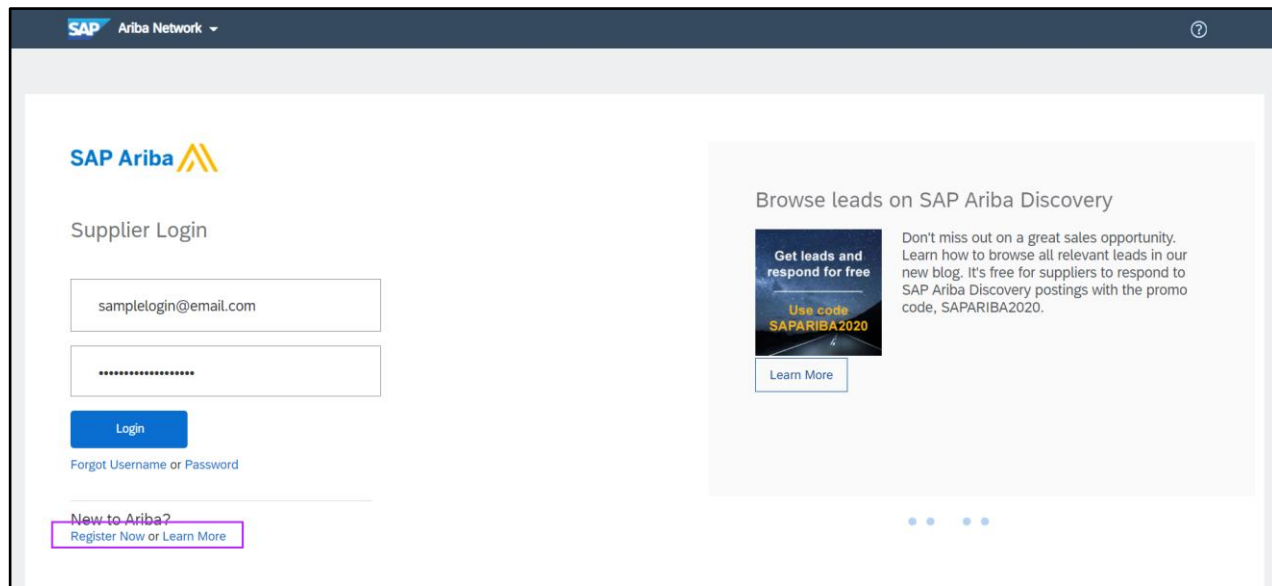 SAP Ariba Network
SAP Ariba
Supplier Login
samplelogin@email.com
•••••••••••••••••••
Login
Forgot Username or Password
New to Ariba?
Register Now or Learn More
Browse leads on SAP Ariba Discovery
Get leads and
respond for free
Use code
SAPARIBA2020
Don't miss out on a great sales opportunity.
Learn how to browse all relevant leads in our
new blog. It's free for suppliers to respond to
SAP Ariba Discovery postings with the promo
code, SAPARIBA2020.
Learn More